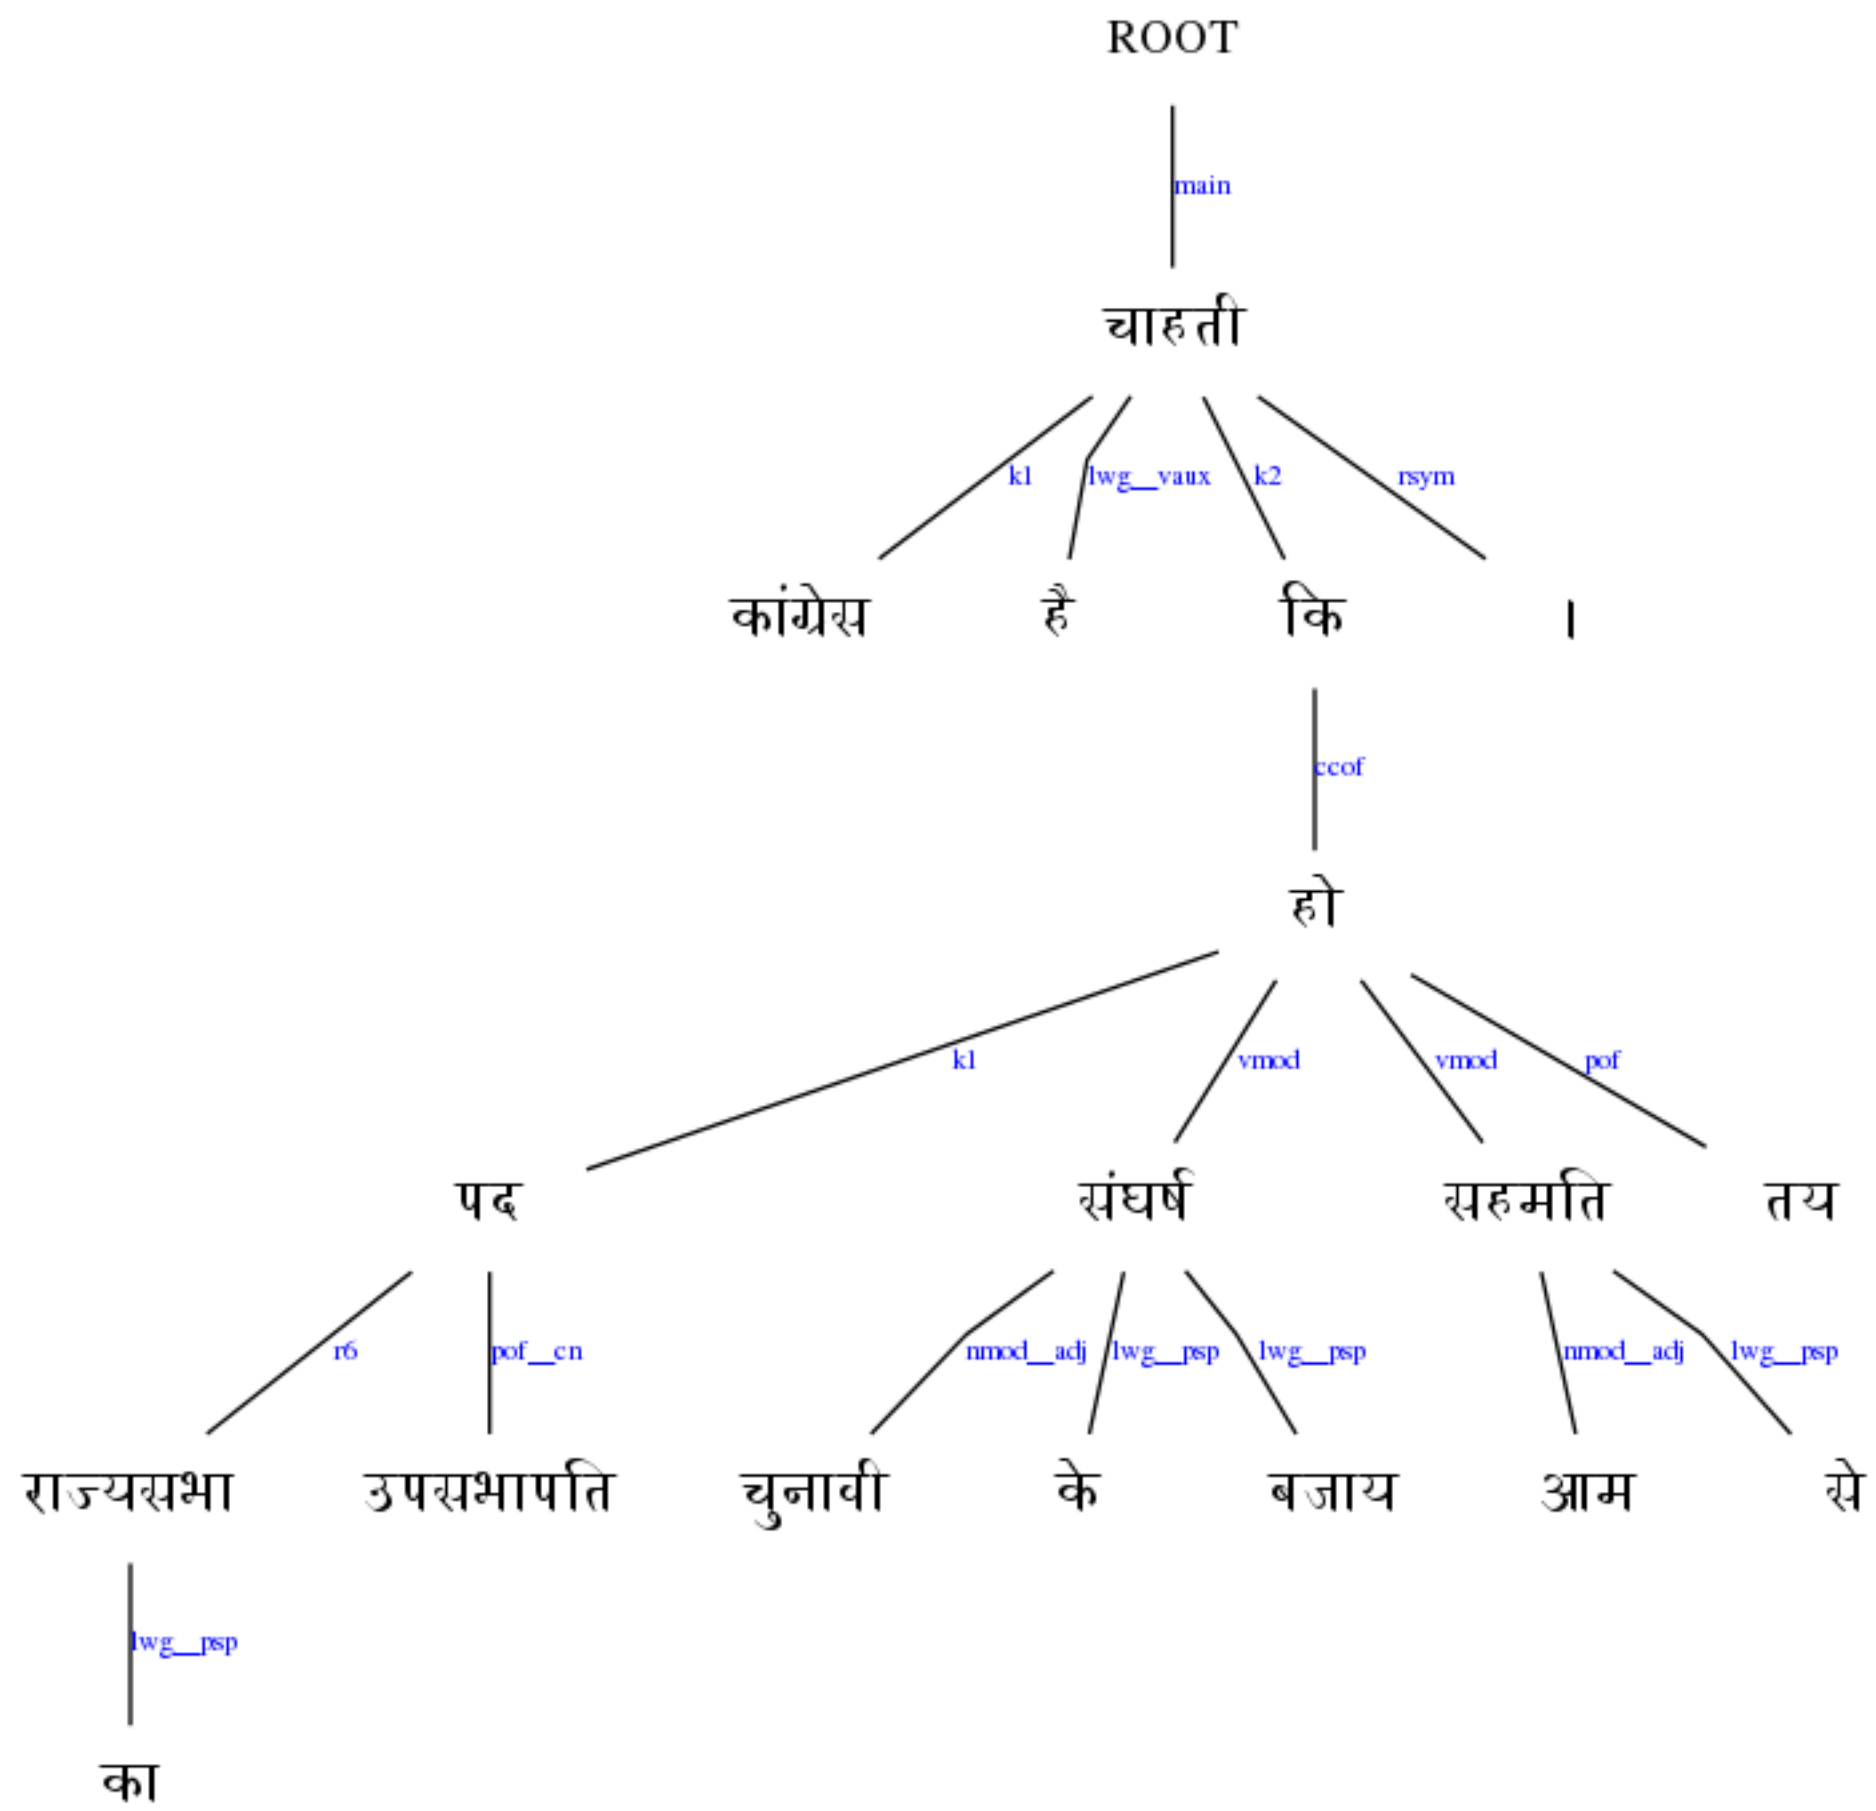 ROOT
main
चाहती
k1 lwg__vaux k2 rsym
कांग्रेस है कि ।
ccof
हो
k1 vmod vmod pof
पद संघर्ष सहमति तय
r6 pof__cn nmod__adj lwg__psp lwg__psp nmod__adj lwg__psp
राज्यसभा उपसभापति चुनावी के बजाय आम से
lwg__psp
का